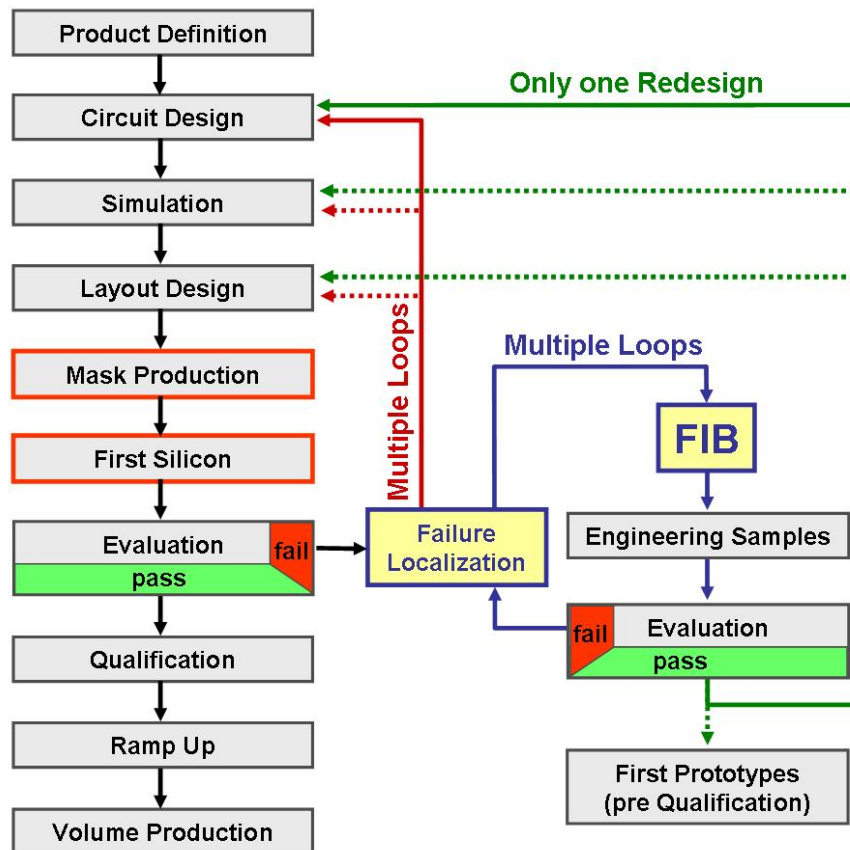 Product Definition
Only one Redesign
Circuit Design
Simulation
Layout Design
Multiple Loops
Multiple Loops
Mask Production
FIB
First Silicon
Evaluation
fail
pass
Failure
Localization
Engineering Samples
fail
Evaluation
pass
Qualification
Ramp Up
First Prototypes
(pre Qualification)
Volume Production